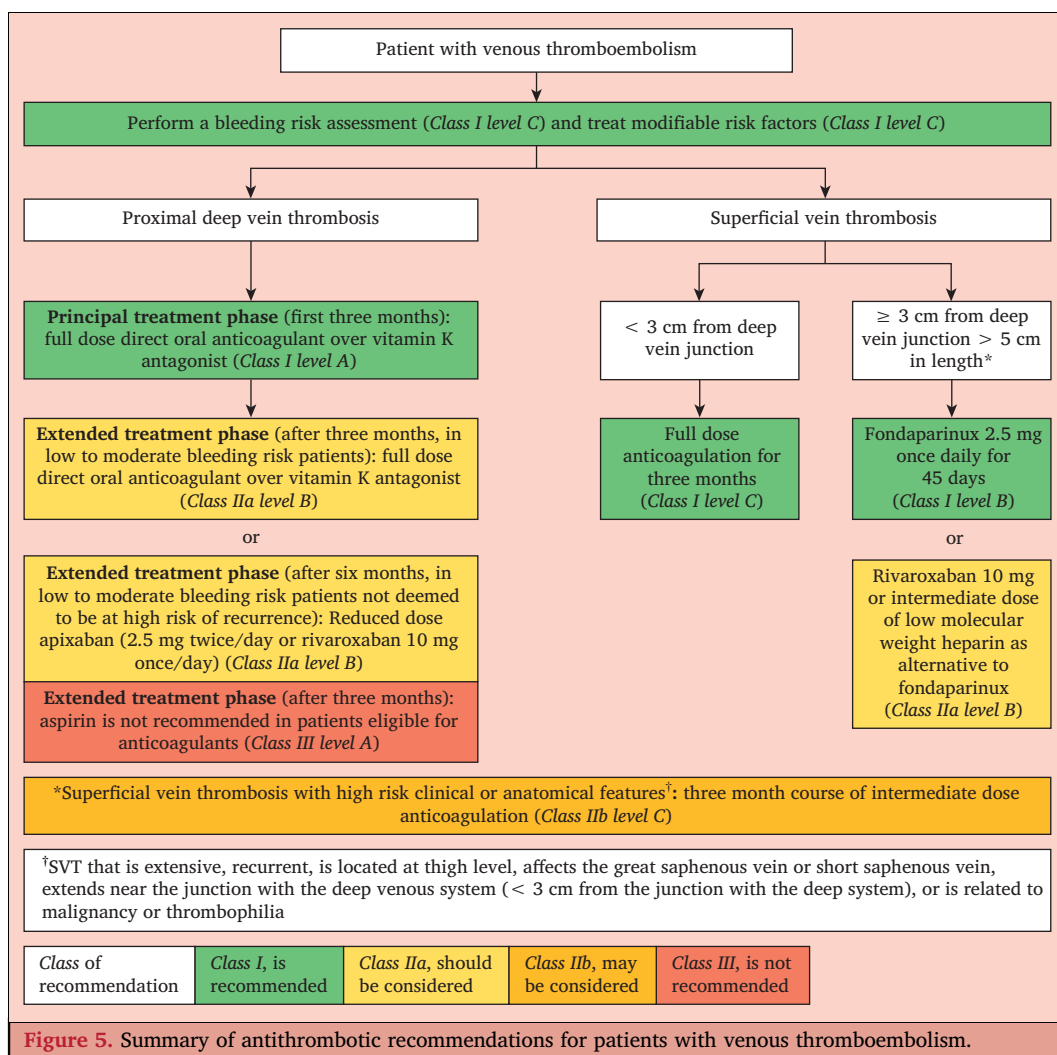 Patient with venous thromboembolism
Perform a bleeding risk assessment (Class I level C) and treat modifiable risk factors (Class I level C)
Proximal deep vein thrombosis
Superficial vein thrombosis
Principal treatment phase (first three months):
full dose direct oral anticoagulant over vitamin K
antagonist (Class I level A)
< 3 cm from deep
vein junction
≥ 3 cm from deep
vein junction > 5 cm
in length*
Extended treatment phase (after three months, in
low to moderate bleeding risk patients): full dose
direct oral anticoagulant over vitamin K antagonist
(Class IIa level B)
Full dose
anticoagulation for
three months
(Class I level C)
Fondaparinux 2.5 mg
once daily for
45 days
(Class I level B)
or
or
Extended treatment phase (after six months, in
low to moderate bleeding risk patients not deemed
to be at high risk of recurrence): Reduced dose
apixaban (2.5 mg twice/day or rivaroxaban 10 mg
once/day) (Class IIa level B)
Rivaroxaban 10 mg
or intermediate dose
of low molecular
weight heparin as
alternative to
fondaparinux
(Class IIa level B)
Extended treatment phase (after three months):
aspirin is not recommended in patients eligible for
anticoagulants (Class III level A)
*Superficial vein thrombosis with high risk clinical or anatomical features†: three month course of intermediate dose
anticoagulation (Class IIb level C)
†SVT that is extensive, recurrent, is located at thigh level, affects the great saphenous vein or short saphenous vein,
extends near the junction with the deep venous system (< 3 cm from the junction with the deep system), or is related to
malignancy or thrombophilia
Class of
recommendation
Class I, is
recommended
Class IIa, should
be considered
Class IIb, may
be considered
Class III, is not
recommended
Figure 5. Summary of antithrombotic recommendations for patients with venous thromboembolism.